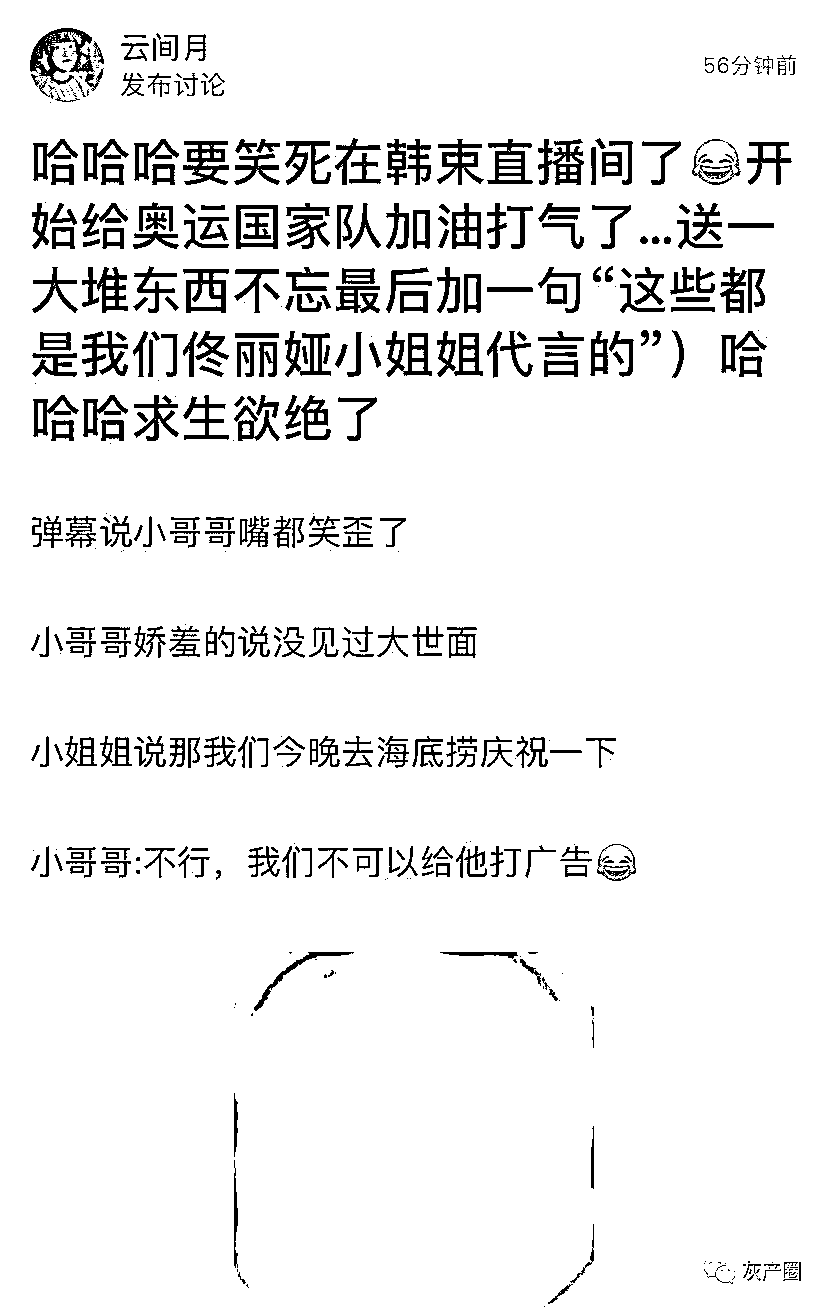 云间月
发布讨论
56分钟前
哈哈哈要笑死在韩束直播间了😂开
始给奥运国家队加油打气了...送一
大堆东西不忘最后加一句“这些都
是我们佟丽娅小姐姐代言的”）哈
哈哈求生欲绝了
弹幕说小哥哥嘴都笑歪了
小哥哥娇羞的说没见过大世面
小姐姐说那我们今晚去海底捞庆祝一下
小哥哥:不行，我们不可以给他打广告😂
灰产圈